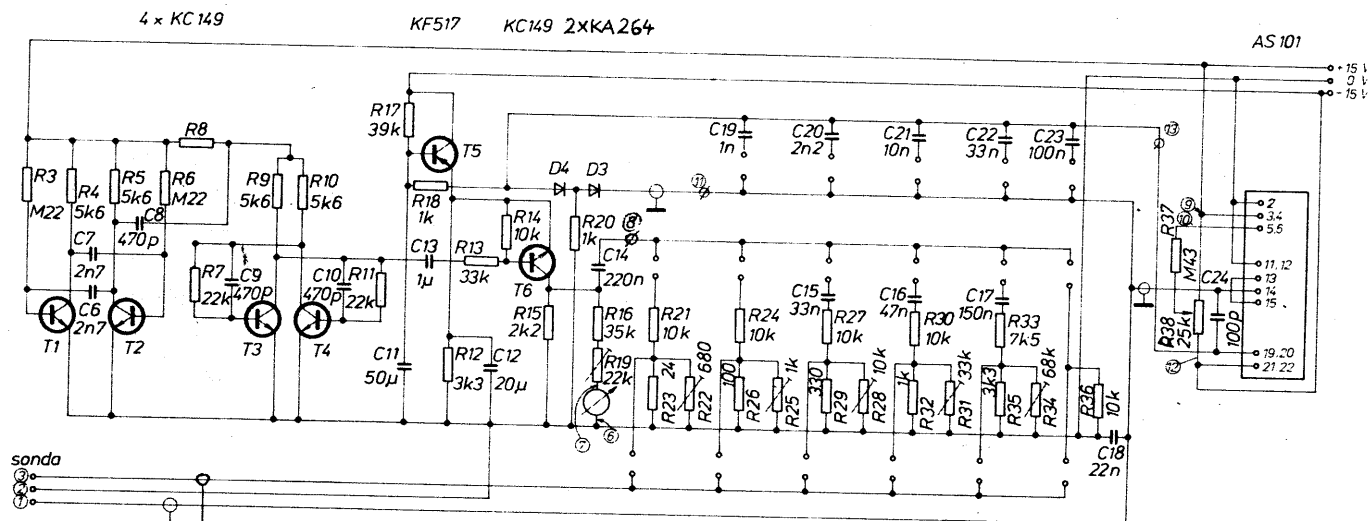 4 x KC149
KF517
KC149 2xKA264
AS 101
+15 V
0 V
-15 V
R17
39k
T5
R18
1k
D4
D3
C19
1n
C20
2n2
C21
10n
C22
33n
C23
100n
13
11
R3
M22
R4
5k6
R5
5k6
R6
M22
R8
C8
470p
C7
2n7
C6
2n7
T1
T2
R9
5k6
R10
5k6
R7
22k
C9
470p
C10
470p
R11
22k
T3
T4
C13
1µ
R13
33k
R14
10k
T6
R20
1k
8
C14
220n
R15
2k2
R16
35k
R19
22k
C11
50µ
R12
3k3
C12
20µ
7
6
R21
10k
R23
24
R22
680
R24
10k
R26
100
R25
1k
C15
33n
R27
10k
R29
330
R28
10k
C16
47n
R30
10k
R32
1k
R31
33k
C17
150n
R33
7k5
R35
3k3
R34
68k
R36
10k
C18
22n
R37
M43
R38
25k1
C24
100p
9
10
12
2
3.4
5.6
11, 12
13
14
15
19.20
21 22
sonda
3
2
1